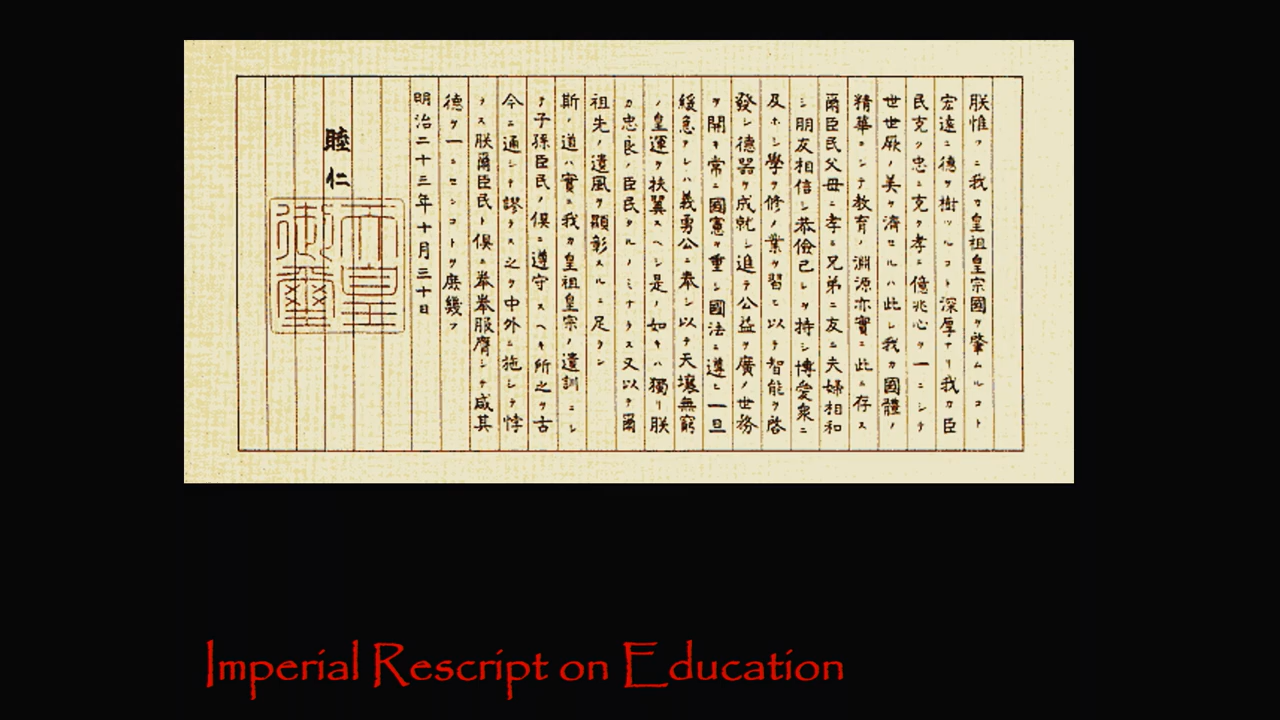 朕惟フニ我カ皇祖皇宗國ヲ肇ムルコト
宏遠ニ德ヲ樹ツルコト深厚ナリ我カ臣
民克ク忠ニ克ク孝ニ億兆心ヲ一ニシテ
世世厥ノ美ヲ濟セルハ此レ我カ國體ノ
精華ニシテ教育ノ淵源亦實ニ此ニ存ス
爾臣民父母ニ孝ニ兄弟ニ友ニ夫婦相和
シ朋友相信シ恭儉己レヲ持シ博愛衆ニ
及ホシ學ヲ修メ業ヲ習ヒ以テ智能ヲ啓
發シ德器ヲ成就シ進テ公益ヲ廣メ世務
ヲ開キ常ニ國憲ヲ重シ國法ニ遵ヒ一旦
緩急アレハ義勇公ニ奉シ以テ天壤無窮
ノ皇運ヲ扶翼スヘシ是ノ如キハ獨リ朕
カ忠良ノ臣民タルノミナラス又以テ爾
祖先ノ遺風ヲ顯彰スルニ足ラン
斯ノ道ハ實ニ我カ皇祖皇宗ノ遺訓ニシ
テ子孫臣民ノ俱ニ遵守スヘキ所之ヲ古
今ニ通シテ謬ラス之ヲ中外ニ施シテ悖
ラス朕爾臣民ト俱ニ拳拳服膺シテ咸其
德ヲ一ニセンコトヲ庶幾フ
明治二十三年十月三十日
睦仁
天皇
御璽
Imperial Rescript on Education